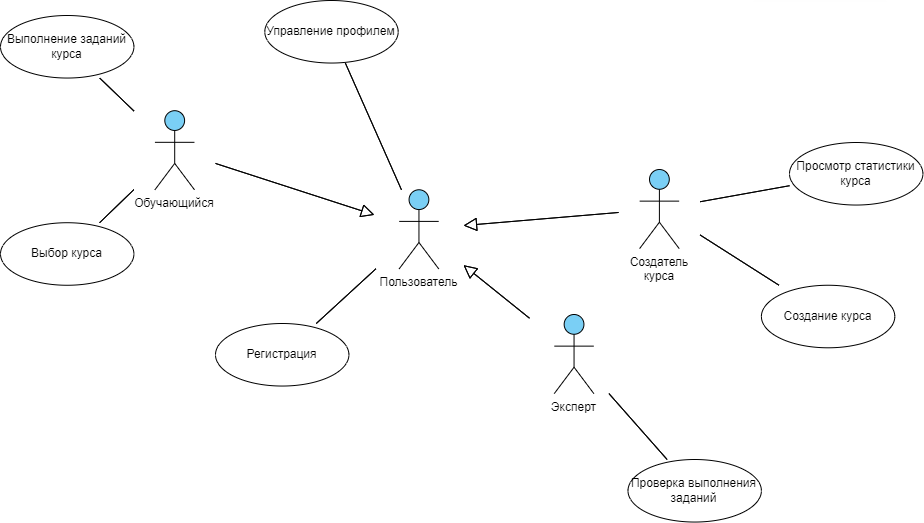 Управление профилем
Выполнение заданий
курса
Обучающийся
Выбор курса
Пользователь
Регистрация
Просмотр статистики
курса
Создатель
курса
Создание курса
Эксперт
Проверка выполнения
заданий